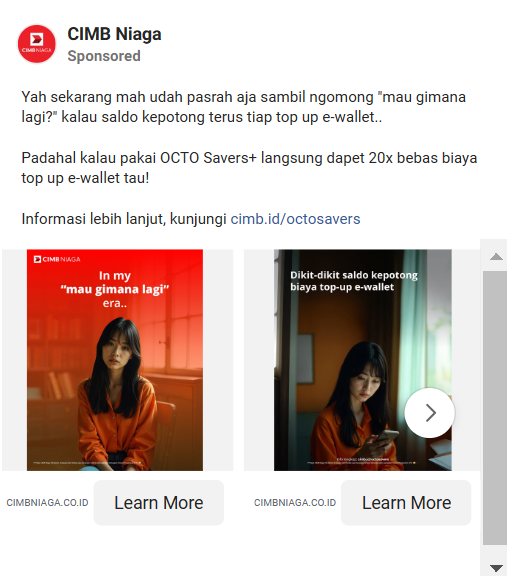 CIMB Niaga
Sponsored
Yah sekarang mah udah pasrah aja sambil ngomong "mau gimana
lagi?" kalau saldo kepotong terus tiap top up e-wallet..
Padahal kalau pakai OCTO Savers+ langsung dapet 20x bebas biaya
top up e-wallet tau!
Informasi lebih lanjut, kunjungi cimb.id/octosavers
CIMB NIAGA
CIMB NIAGA
In my
"mau gimana lagi"
era..
Dikit-dikit saldo kepotong
biaya top-up e-wallet
CIMBNIAGA.CO.ID
Learn More
CIMBNIAGA.CO.ID
Learn More